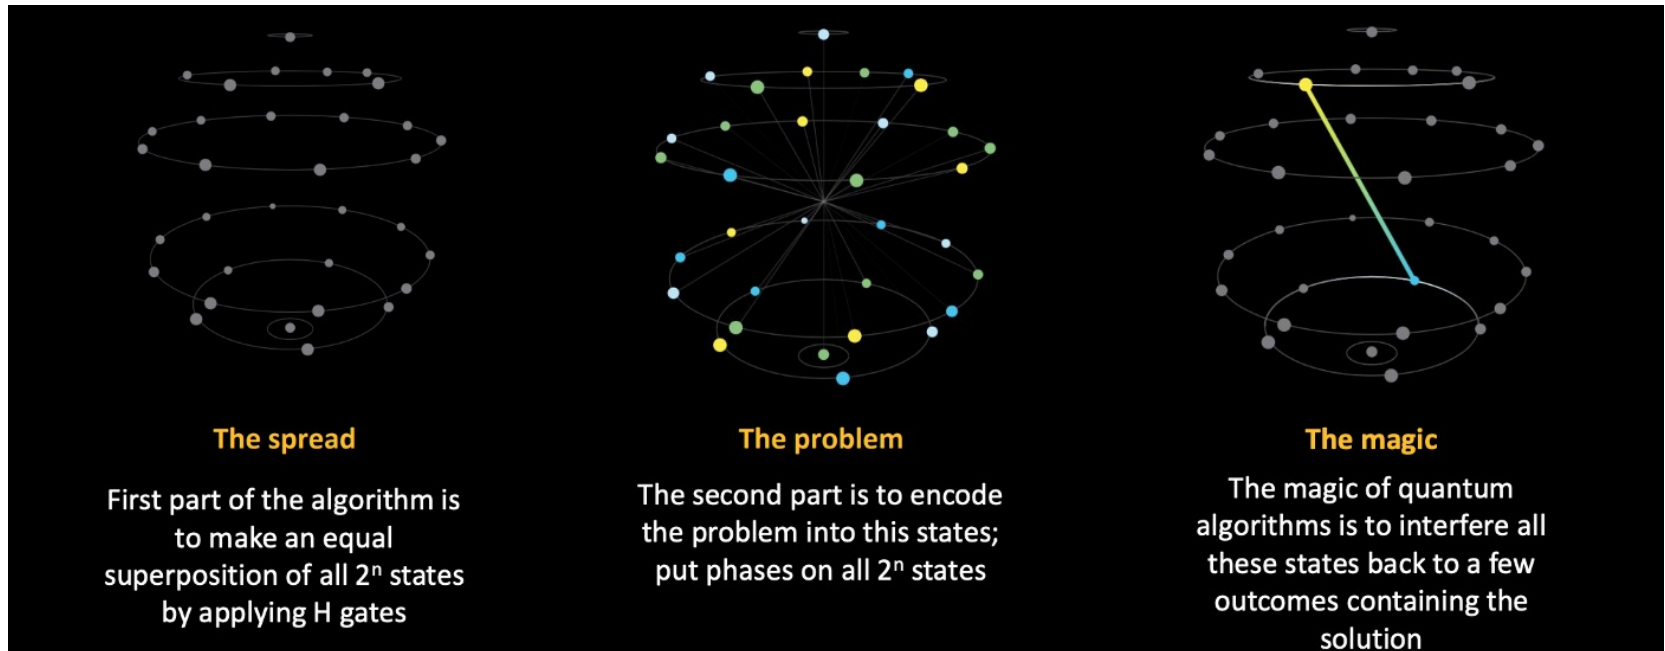 The spread
First part of the algorithm is
to make an equal
superposition of all 2ⁿ states
by applying H gates
The problem
The second part is to encode
the problem into this states;
put phases on all 2ⁿ states
The magic
The magic of quantum
algorithms is to interfere all
these states back to a few
outcomes containing the
solution